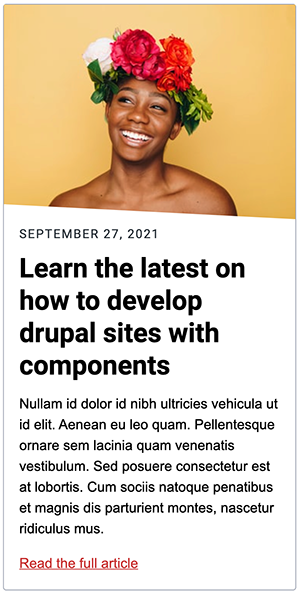 SEPTEMBER 27, 2021
Learn the latest on
how to develop
drupal sites with
components
Nullam id dolor id nibh ultricies vehicula ut
id elit. Aenean eu leo quam. Pellentesque
ornare sem lacinia quam venenatis
vestibulum. Sed posuere consectetur est
at lobortis. Cum sociis natoque penatibus
et magnis dis parturient montes, nascetur
ridiculus mus.
Read the full article